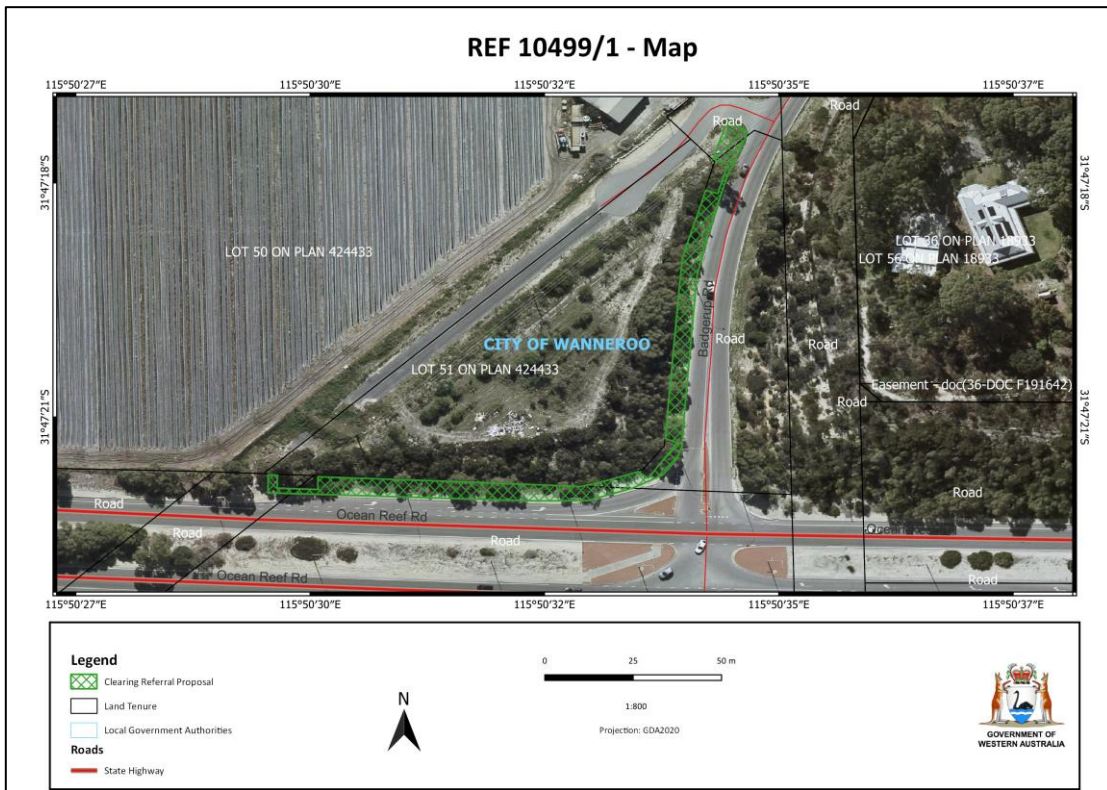 REF 10499/1 - Map
115°50'27"E
115°50'30"E
115°50'32"E
115°50'35"E
115°50'37"E
31°47'18"S
31°47'18"S
Road
Road
LOT 50 ON PLAN 424433
LOT 36 ON PLAN 18933
LOT 56 ON PLAN 18933
Badgerup Rd
Road
CITY OF WANNEROO
LOT 51 ON PLAN 424433
Easement - doc(36-DOC F191642)
Road
31°47'21"S
31°47'21"S
Road
Road
Ocean Reef Rd
Road
Road
Ocean
Ocean Reef Rd
Road
115°50'27"E
115°50'30"E
115°50'32"E
115°50'35"E
115°50'37"E
Legend
Clearing Referral Proposal
Land Tenure
Local Government Authorities
Roads
State Highway
N
0 25 50 m
1:800
Projection: GDA2020
GOVERNMENT OF
WESTERN AUSTRALIA